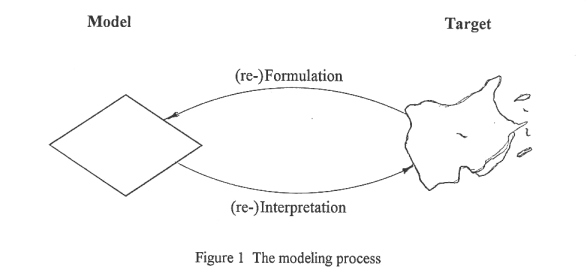 Model
Target
(re-)Formulation
(re-)Interpretation
Figure 1 The modeling process